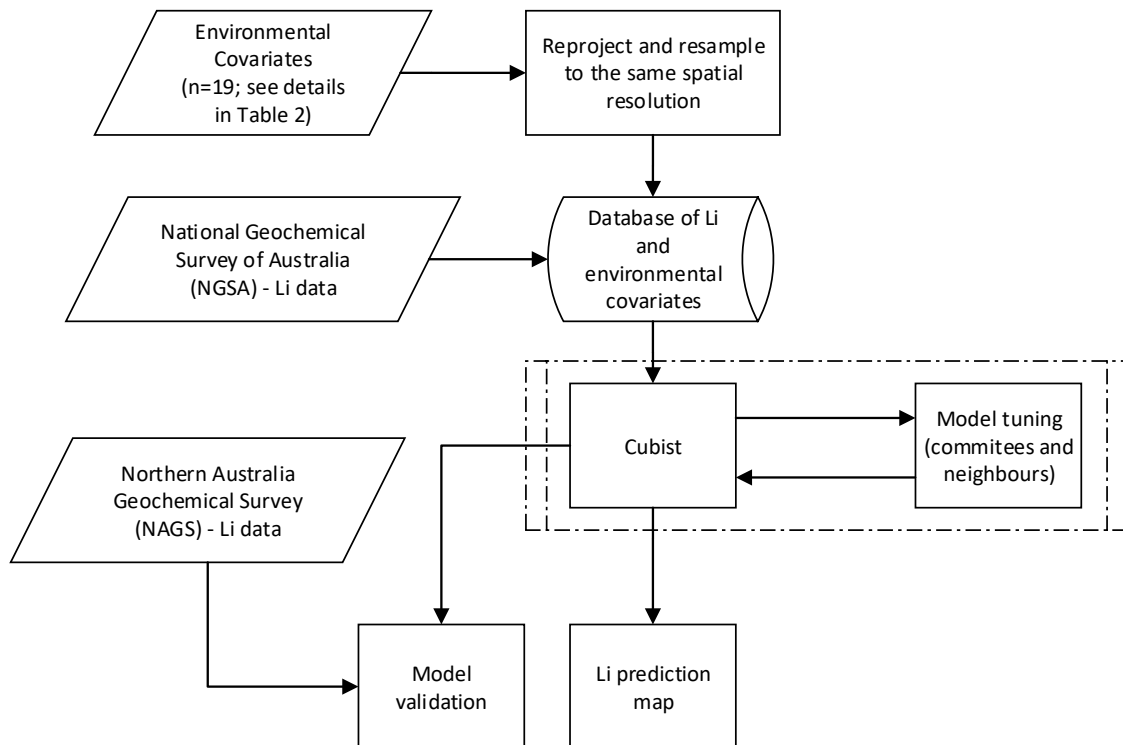 Environmental
Covariates
(n=19; see details
in Table 2)
Reproject and resample
to the same spatial
resolution
National Geochemical
Survey of Australia
(NGSA) - Li data
Database of Li
and
environmental
covariates
Cubist
Model tuning
(commitees and
neighbours)
Northern Australia
Geochemical Survey
(NAGS) - Li data
Model
validation
Li prediction
map